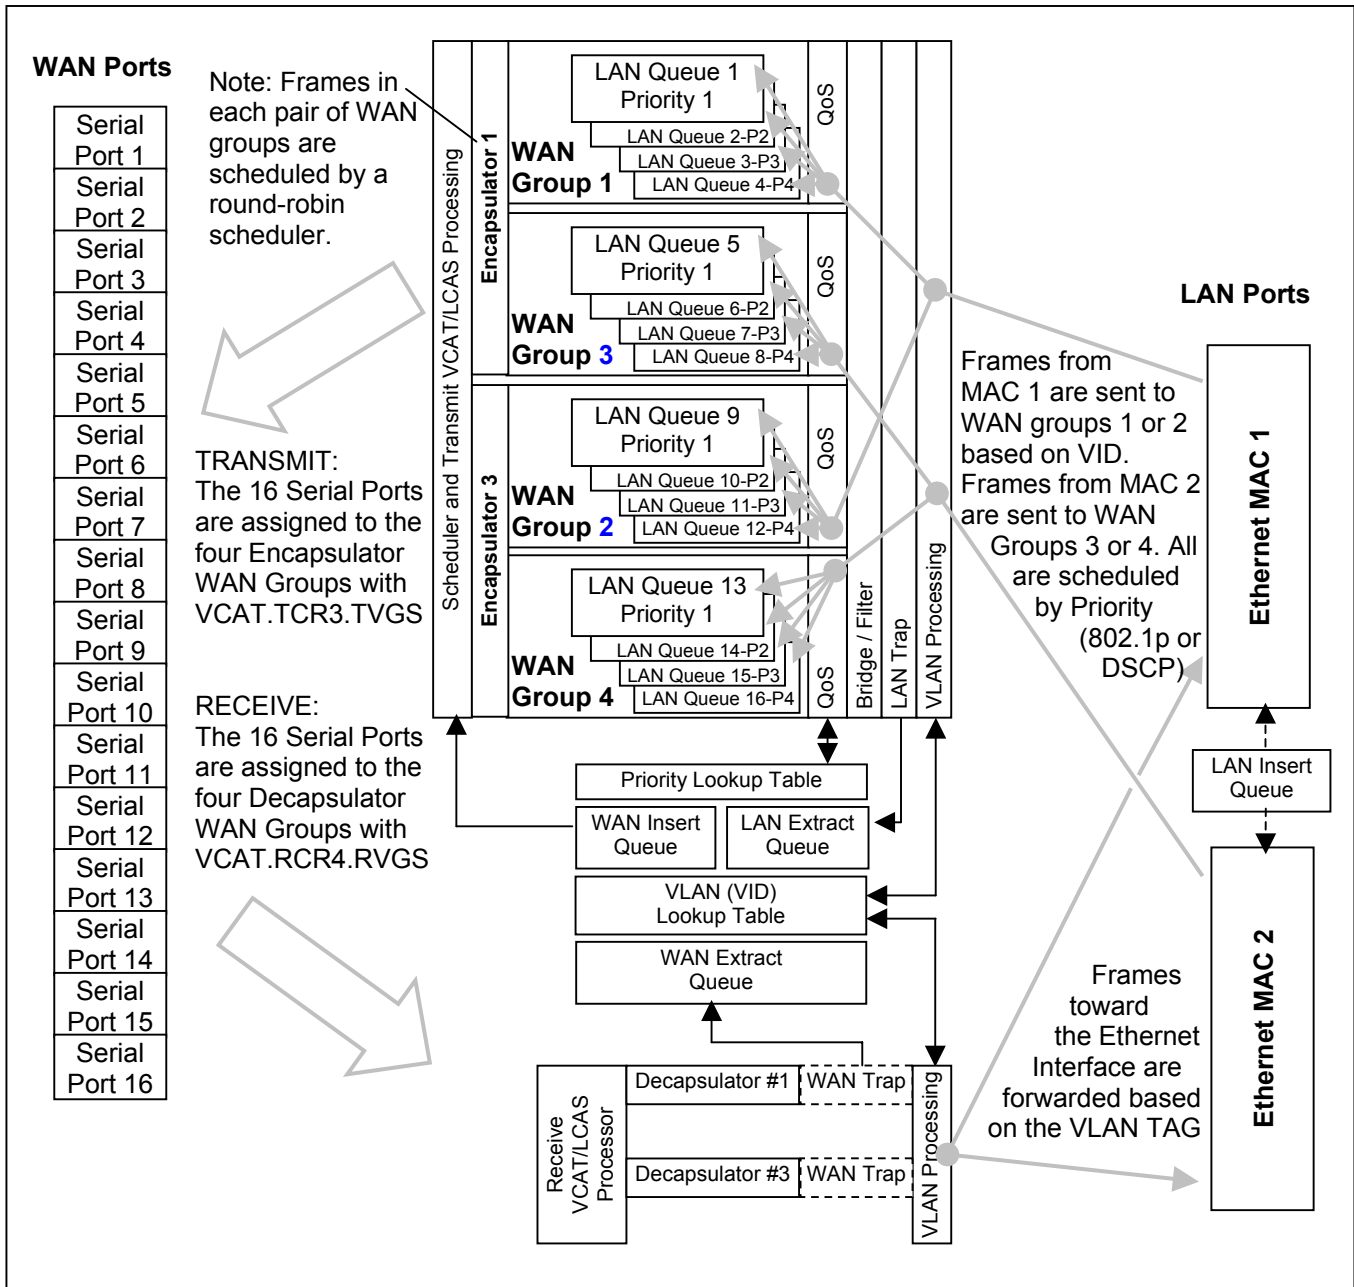 WAN Ports
Serial
Port 1
Serial
Port 2
Serial
Port 3
Serial
Port 4
Serial
Port 5
Serial
Port 6
Serial
Port 7
Serial
Port 8
Serial
Port 9
Serial
Port 10
Serial
Port 11
Serial
Port 12
Serial
Port 13
Serial
Port 14
Serial
Port 15
Serial
Port 16
Note: Frames in
each pair of WAN
groups are
scheduled by a
round-robin
scheduler.
TRANSMIT:
The 16 Serial Ports
are assigned to the
four Encapsulator
WAN Groups with
VCAT.TCR3.TVGS
RECEIVE:
The 16 Serial Ports
are assigned to the
four Decapsulator
WAN Groups with
VCAT.RCR4.RVGS
Scheduler and Transmit VCAT/LCAS Processing
Encapsulator 1
Encapsulator 3
WAN
Group 1
LAN Queue 1
Priority 1
LAN Queue 2-P2
LAN Queue 3-P3
LAN Queue 4-P4
QoS
WAN
Group 3
LAN Queue 5
Priority 1
LAN Queue 6-P2
LAN Queue 7-P3
LAN Queue 8-P4
QoS
WAN
Group 2
LAN Queue 9
Priority 1
LAN Queue 10-P2
LAN Queue 11-P3
LAN Queue 12-P4
QoS
WAN
Group 4
LAN Queue 13
Priority 1
LAN Queue 14-P2
LAN Queue 15-P3
LAN Queue 16-P4
QoS
Bridge / Filter
LAN Trap
VLAN Processing
Priority Lookup Table
WAN Insert
Queue
LAN Extract
Queue
VLAN (VID)
Lookup Table
WAN Extract
Queue
Receive
VCAT/LCAS
Processor
Decapsulator #1
WAN Trap
Decapsulator #3
WAN Trap
VLAN Processing
LAN Ports
Frames from
MAC 1 are sent to
WAN groups 1 or 2
based on VID.
Frames from MAC 2
are sent to WAN
Groups 3 or 4. All
are scheduled
by Priority
(802.1p or
DSCP)
Ethernet MAC 1
LAN Insert
Queue
Ethernet MAC 2
Frames
toward
the Ethernet
Interface are
forwarded based
on the VLAN TAG